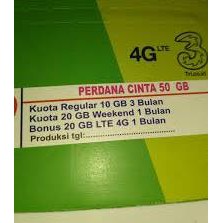 4G LTE
3
PERDANA CINTA 50 GB
Kuota Regular 10 GB 3 Bulan
Kuota 20 GB Weekend 1 Bulan
Bonus 20 GB LTE 4G 1 Bulan
Produksi tgl: